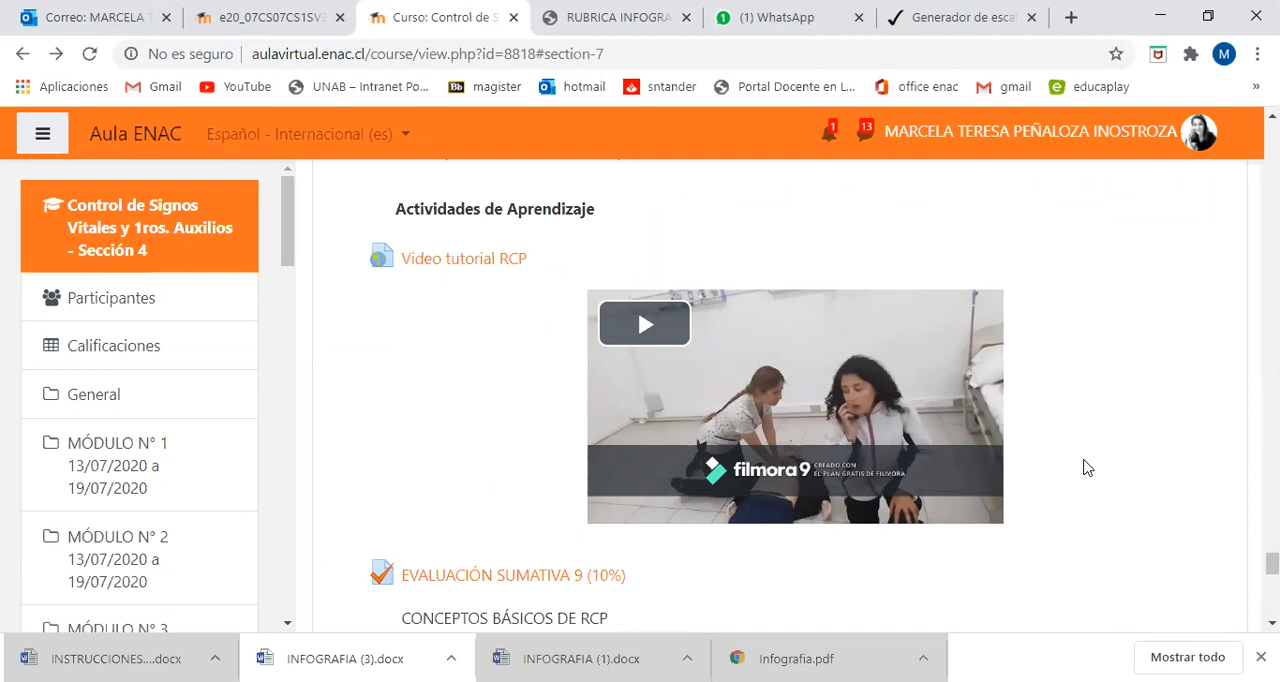 Correo: MARCELA T
e20_07CS07CS1SV3
Curso: Control de S
RUBRICA INFOGRA
(1) WhatsApp
Generador de escal
No es seguro
aulavirtual.enac.cl/course/view.php?id=8818#section-7
M
Aplicaciones
Gmail
YouTube
UNAB – Intranet Po...
Bb magister
hotmail
sntander
Portal Docente en L...
office enac
gmail
educaplay
»
Aula ENAC
Español - Internacional (es)
1
13
MARCELA TERESA PEÑALOZA INOSTROZA
Control de Signos
Vitales y 1ros. Auxilios
- Sección 4
Participantes
Calificaciones
General
MÓDULO N° 1
13/07/2020 a
19/07/2020
MÓDULO N° 2
13/07/2020 a
19/07/2020
MÓDULO N° 3
Actividades de Aprendizaje
Video tutorial RCP
filmora9 CREADO CON
EL PLAN GRATIS DE FILMORA
EVALUACIÓN SUMATIVA 9 (10%)
CONCEPTOS BÁSICOS DE RCP
INSTRUCCIONES....docx
INFOGRAFIA (3).docx
INFOGRAFIA (1).docx
Infografia.pdf
Mostrar todo